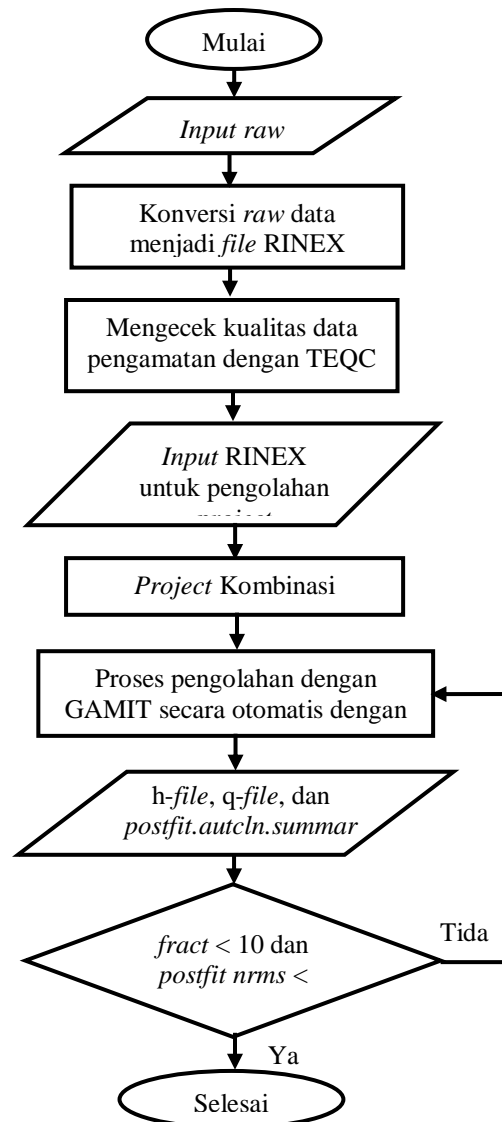 Mulai
Input raw
Konversi raw data
menjadi file RINEX
Mengecek kualitas data
pengamatan dengan TEQC
Input RINEX
untuk pengolahan
Project Kombinasi
Proses pengolahan dengan
GAMIT secara otomatis dengan
h-file, q-file, dan
postfit.autcln.summar
fract < 10 dan
postfit nrms <
Tida
Ya
Selesai